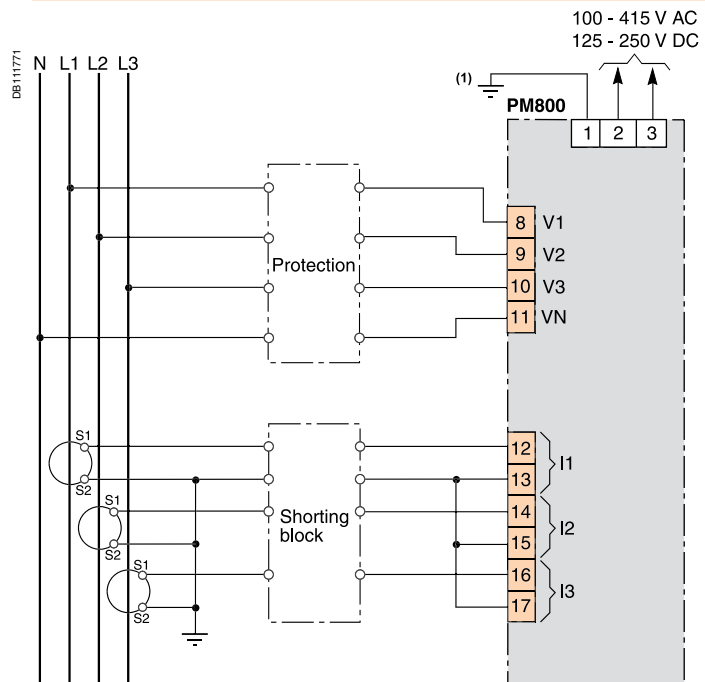 100 - 415 V AC
125 - 250 V DC
DB111771
N L1 L2 L3
(1)
PM800
1 2 3
8 V1
9 V2
Protection
10 V3
11 VN
S1
S2
12
13
I1
S1
S2
Shorting
block
14
15
I2
S1
S2
16
17
I3